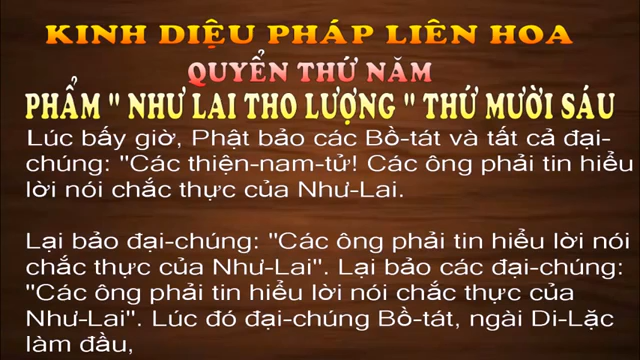 KINH DIỆU PHÁP LIÊN HOA
QUYỂN THỨ NĂM
PHẨM " NHƯ LAI THO LƯỢNG " THỨ MƯỜI SÁU
Lúc bấy giờ, Phật bảo các Bồ-tát và tất cả đại-
chúng: "Các thiện-nam-tử! Các ông phải tin hiểu
lời nói chắc thực của Như-Lai.
Lại bảo đại-chúng: "Các ông phải tin hiểu lời nói
chắc thực của Như-Lai". Lại bảo các đại-chúng:
"Các ông phải tin hiểu lời nói chắc thực của
Như-Lai". Lúc đó đại-chúng Bồ-tát, ngài Di-Lặc
làm đầu,